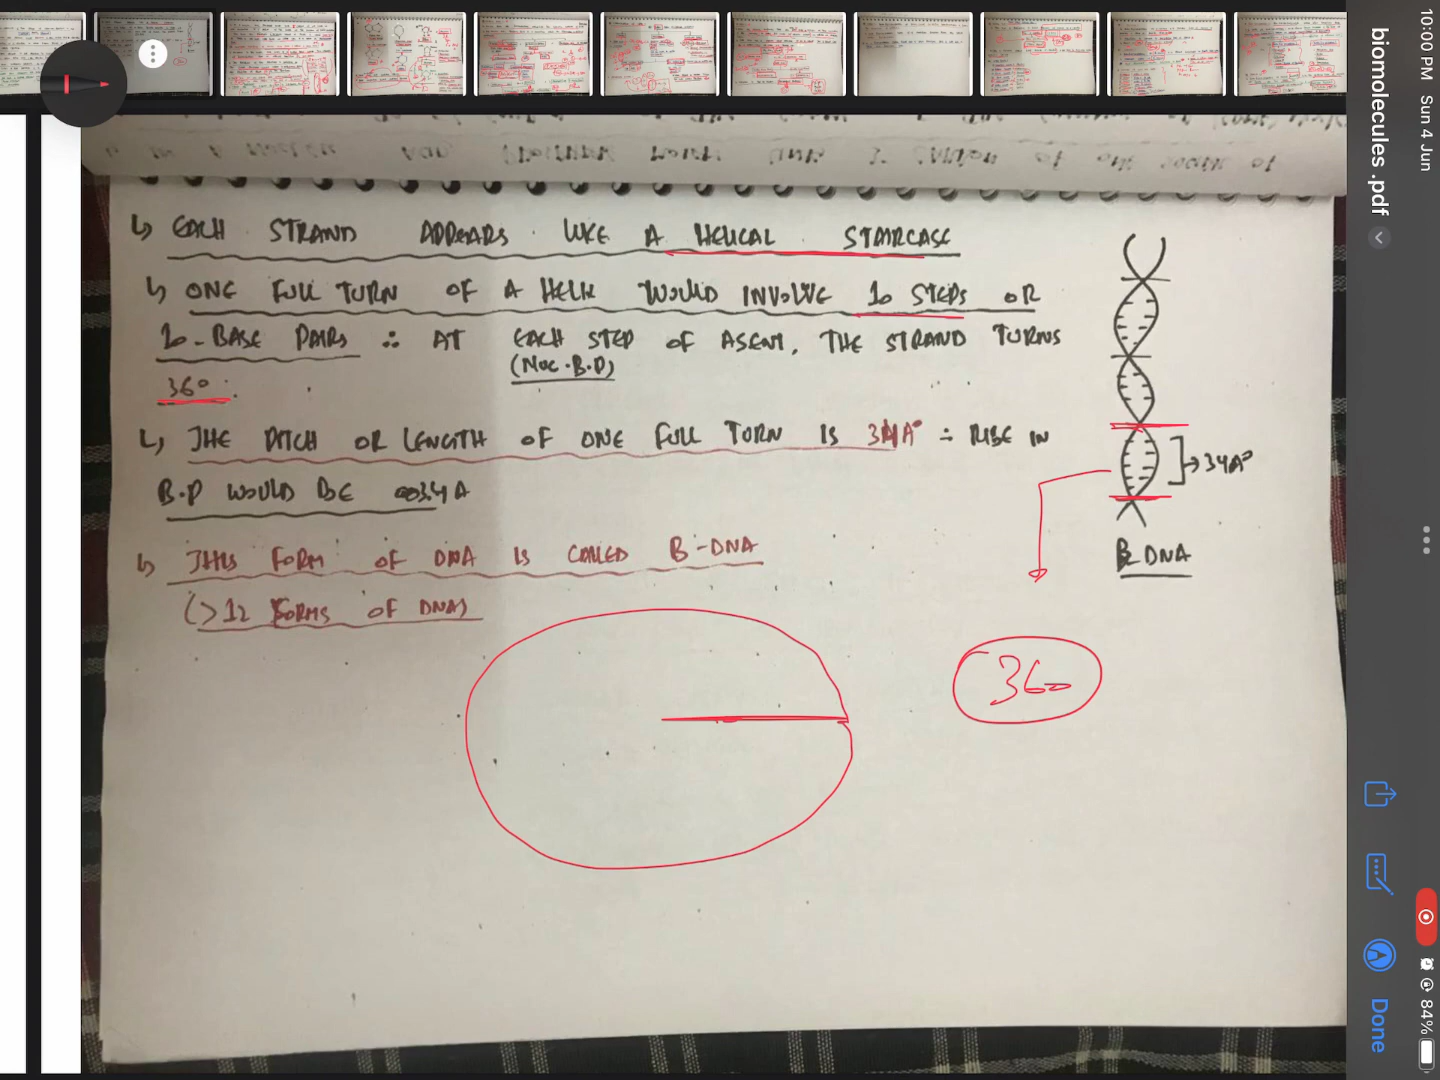 ↳ EACH STRAND APPEARS LIKE A HELICAL STAIRCASE
↳ ONE FULL TURN OF A HELIX WOULD INVOLVE 10 STEPS OR
10-BASE PAIRS ∴ AT EACH STEP OF ASENT, THE STRAND TURNS
(NUC.B.P)
36°.
↳ THE PITCH OR LENGTH OF ONE FULL TURN IS 34A° ∴ RISE IN
B.P WOULD BE 3.4A
↳ THIS FORM OF DNA IS CALLED B-DNA
(>12 FORMS OF DNA)
34A°
B-DNA
360
10:00 PM Sun 4 Jun
biomolecules .pdf
Done
84%